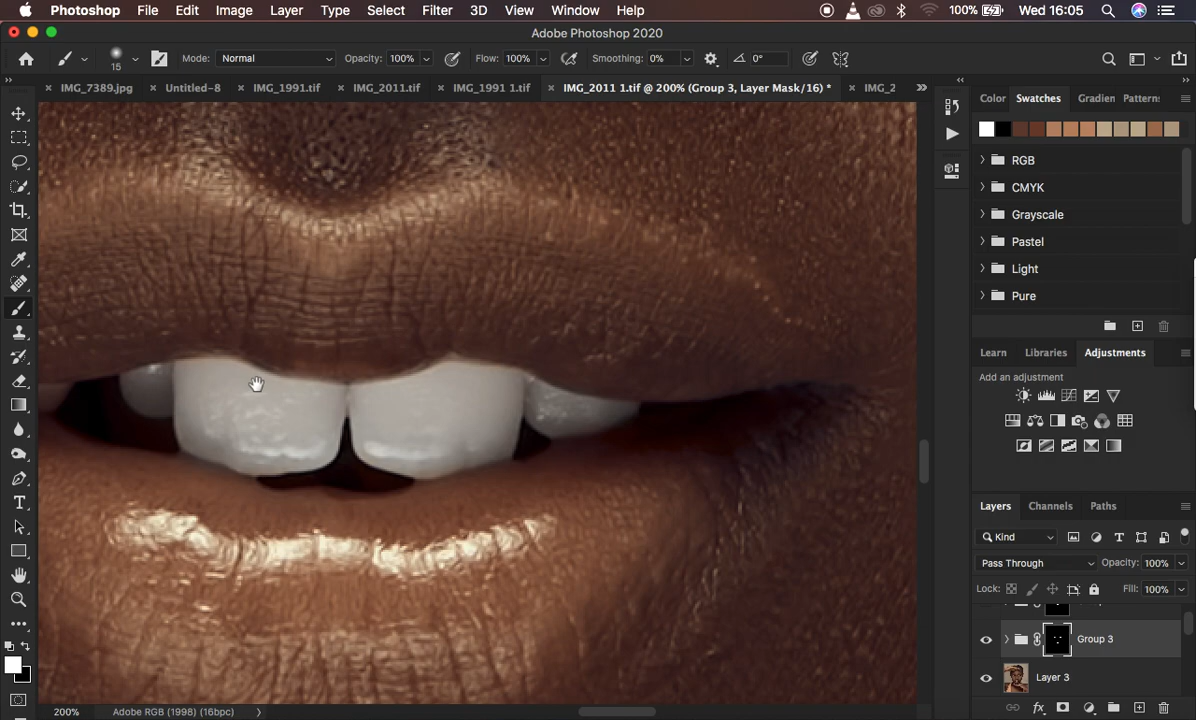 Photoshop File Edit Image Layer Type Select Filter 3D View Window Help 100% Wed 16:05
Adobe Photoshop 2020
15 Mode: Normal Opacity: 100% Flow: 100% Smoothing: 0% 0°
IMG_7389.jpg Untitled-8 IMG_1991.tif IMG_2011.tif IMG_1991 1.tif IMG_2011 1.tif @ 200% (Group 3, Layer Mask/16) * IMG_2
Color Swatches Gradien Pattern:
RGB
CMYK
Grayscale
Pastel
Light
Pure
Learn Libraries Adjustments
Add an adjustment
Layers Channels Paths
Kind
Pass Through Opacity: 100%
Lock: Fill: 100%
Group 3
Layer 3
200% Adobe RGB (1998) (16bpc)